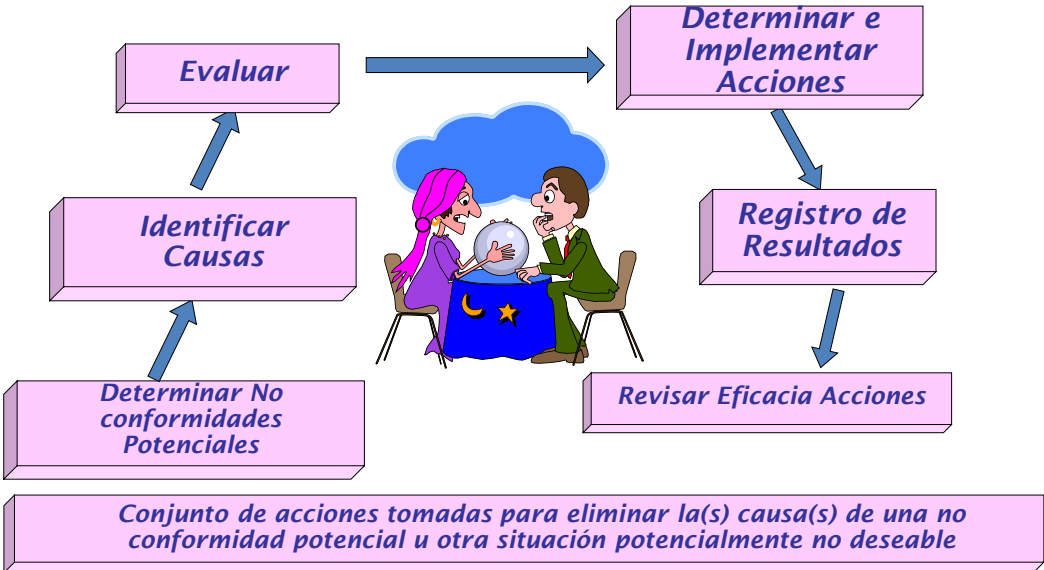 Evaluar
Determinar e
Implementar
Acciones
Identificar
Causas
Registro de
Resultados
Determinar No
conformidades
Potenciales
Revisar Eficacia Acciones
Conjunto de acciones tomadas para eliminar la(s) causa(s) de una no
conformidad potencial u otra situación potencialmente no deseable